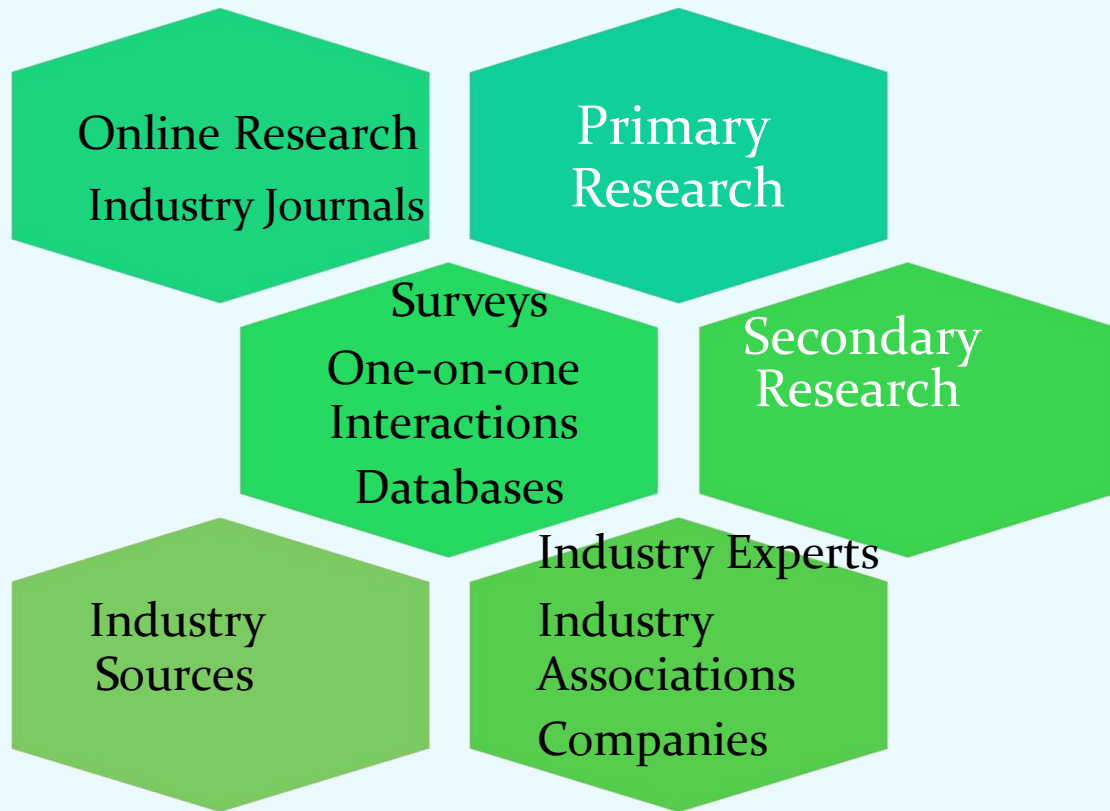 Online Research
Industry Journals
Primary
Research
Surveys
One-on-one
Interactions
Databases
Secondary
Research
Industry
Sources
Industry Experts
Industry
Associations
Companies